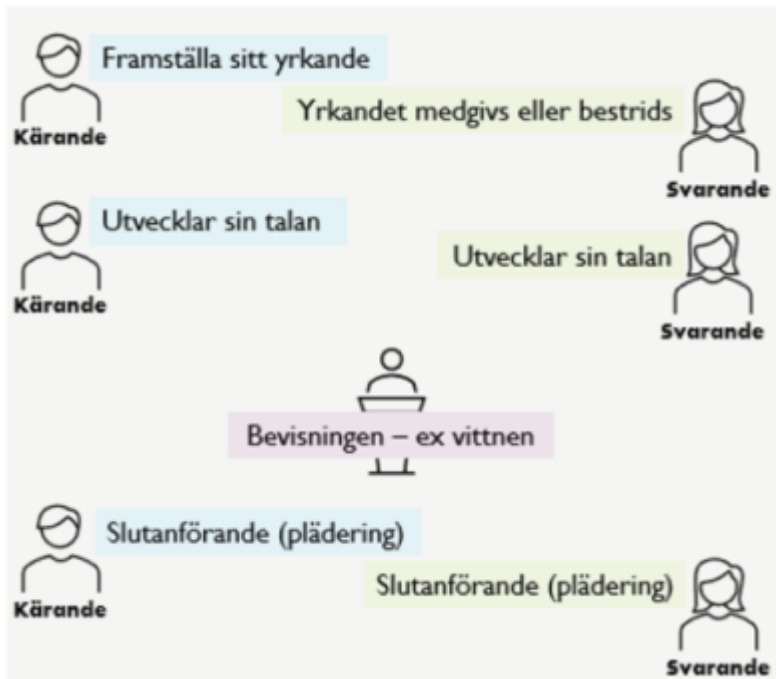 Framställa sitt yrkande
Kärande
Yrkandet medgivs eller bestrids
Svarande
Utvecklar sin talan
Kärande
Utvecklar sin talan
Svarande
Bevisningen – ex vittnen
Slutanförande (plädering)
Kärande
Slutanförande (plädering)
Svarande